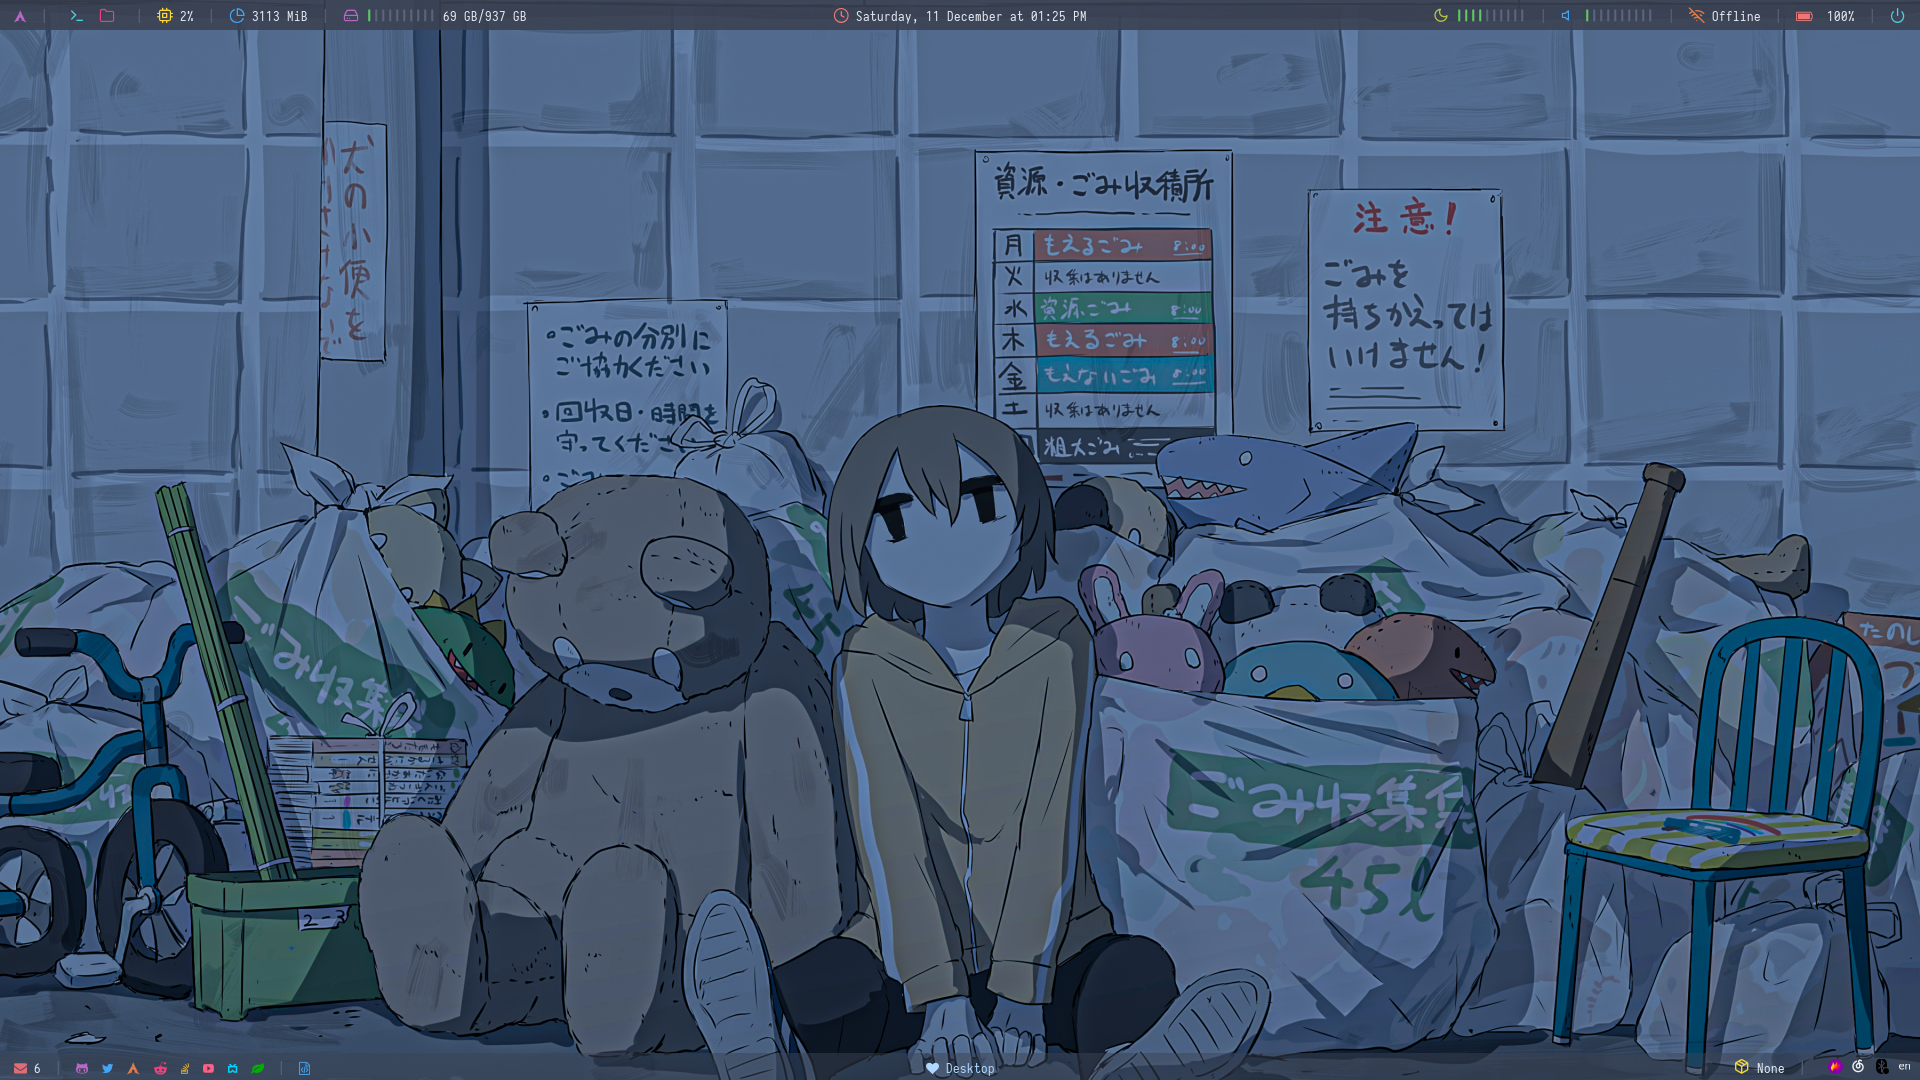 2%
3113 MiB
69 GB/937 GB
Saturday, 11 December at 01:25 PM
Offline
100%
犬の小便を
ごみの分別に
ご協力ください
回収日・時間を
守ってくださ
資源・ごみ収積所
月 もえるごみ 8:00
火 収集はありません
水 資源ごみ 8:00
木 もえるごみ 8:00
金 もえないごみ 8:00
土 収集はありません
粗大ごみ
注意!
ごみを
持ちかえっては
いけません!
ごみ収集袋
ごみ収集袋
45ℓ
2-3
たのし
6
Desktop
None
en